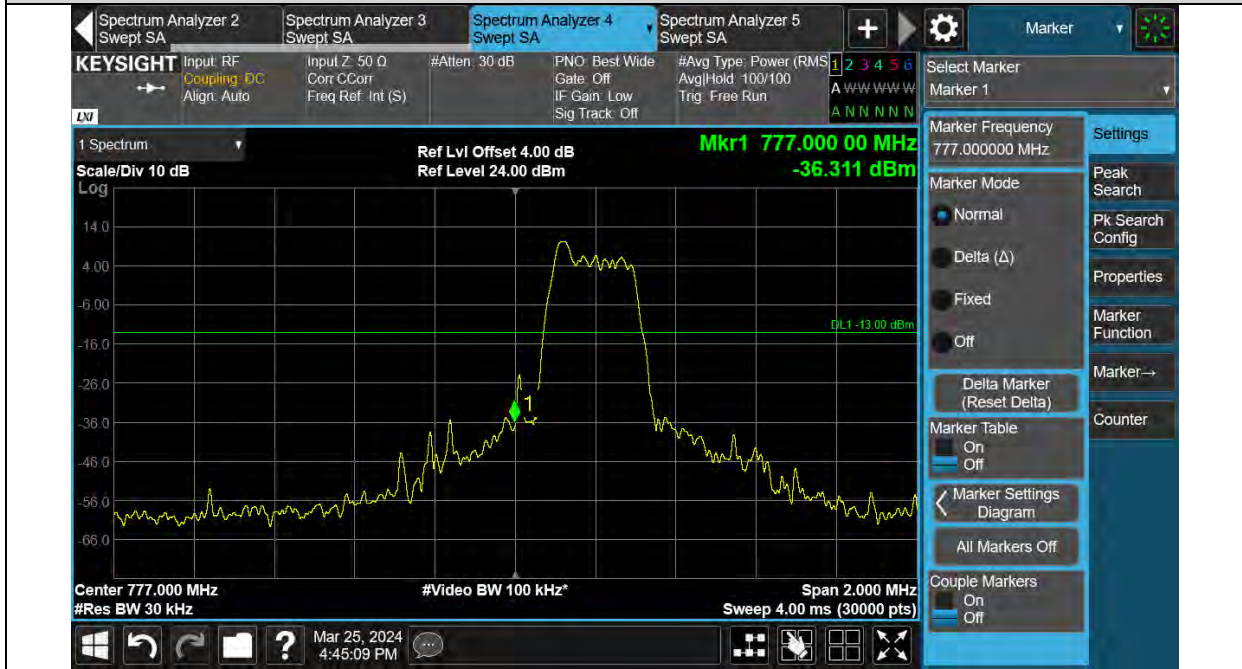 Spectrum Analyzer 2
Swept SA
Spectrum Analyzer 3
Swept SA
Spectrum Analyzer 4
Swept SA
Spectrum Analyzer 5
Swept SA
+
Marker
KEYSIGHT
LXI
Input: RF
Coupling: DC
Align: Auto
Input Z: 50 Ω
Corr CCorr
Freq Ref: Int (S)
#Atten: 30 dB
PNO: Best Wide
Gate: Off
IF Gain: Low
Sig Track: Off
#Avg Type: Power (RMS
Avg|Hold: 100/100
Trig: Free Run
1 2 3 4 5 6
A W W W W W
A N N N N N
Select Marker
Marker 1
1 Spectrum
Scale/Div 10 dB
Log
Ref Lvl Offset 4.00 dB
Ref Level 24.00 dBm
Mkr1 777.000 00 MHz
-36.311 dBm
14.0
4.00
-6.00
-16.0
-26.0
-36.0
-46.0
-56.0
-66.0
DL1 -13.00 dBm
1
Center 777.000 MHz
#Res BW 30 kHz
#Video BW 100 kHz*
Span 2.000 MHz
Sweep 4.00 ms (30000 pts)
Marker Frequency
777.000000 MHz
Marker Mode
Normal
Delta (Δ)
Fixed
Off
Delta Marker
(Reset Delta)
Marker Table
On
Off
Marker Settings
Diagram
All Markers Off
Couple Markers
On
Off
Settings
Peak
Search
Pk Search
Config
Properties
Marker
Function
Marker→
Counter
?
Mar 25, 2024
4:45:09 PM